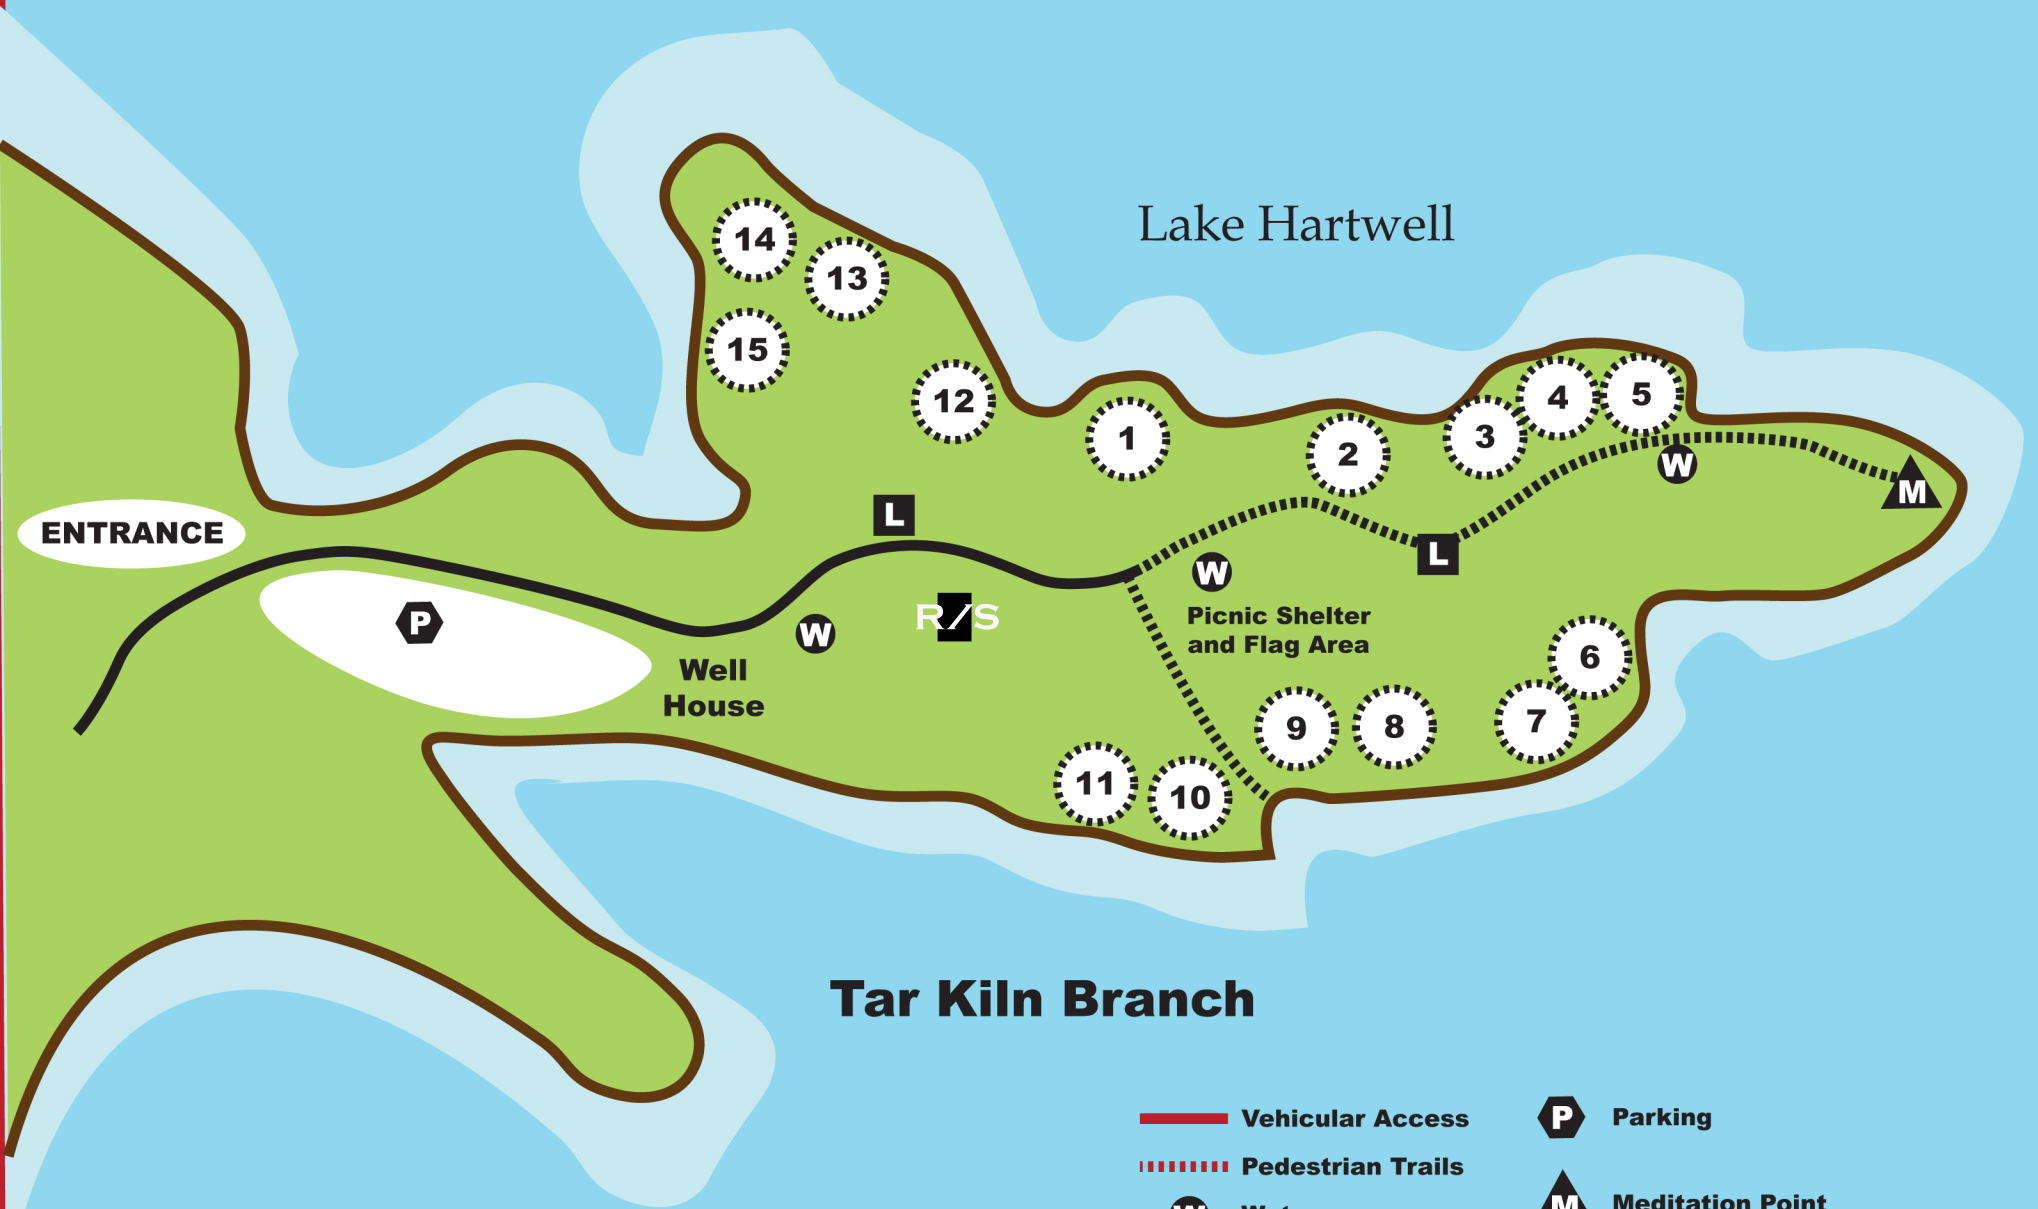 Lake Hartwell
14
13
15
12
1
2
3
4
5
W
M
ENTRANCE
L
L
P
W
R/S
W
Picnic Shelter
and Flag Area
Well
House
6
7
8
9
10
11
Tar Kiln Branch
Vehicular Access
P Parking
Pedestrian Trails
M Meditation Point
W